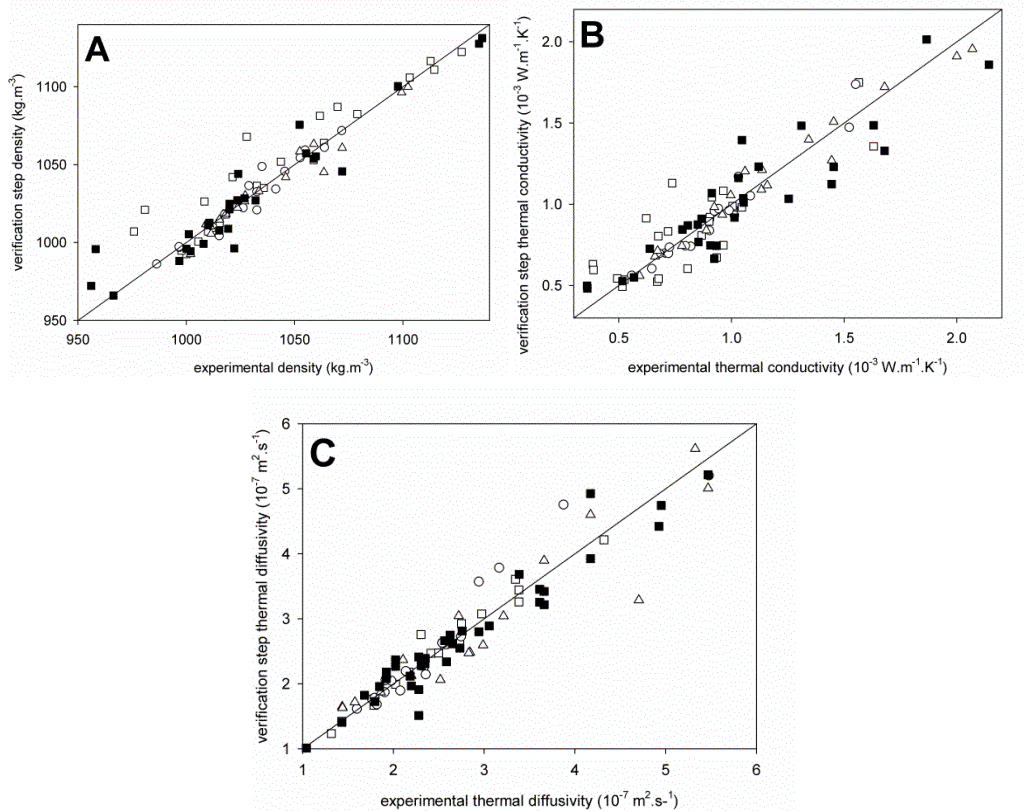 A
verification step density (kg.m-3)
1100
1050
1000
950
950 1000 1050 1100
experimental density (kg.m-3)
B
verification step thermal conductivity (10-3 W.m-1.K-1)
2.0
1.5
1.0
0.5
0.5 1.0 1.5 2.0
experimental thermal conductivity (10-3 W.m-1.K-1)
C
verification step thermal diffusivity (10-7 m2.s-1)
6
5
4
3
2
1
1 2 3 4 5 6
experimental thermal diffusivity (10-7 m2.s-1)